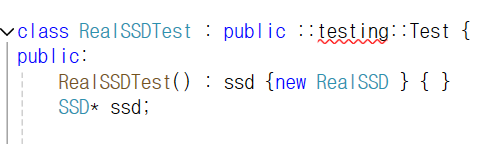 class RealSSDTest : public ::testing::Test {
public:
    RealSSDTest() : ssd {new RealSSD } { }
    SSD* ssd;